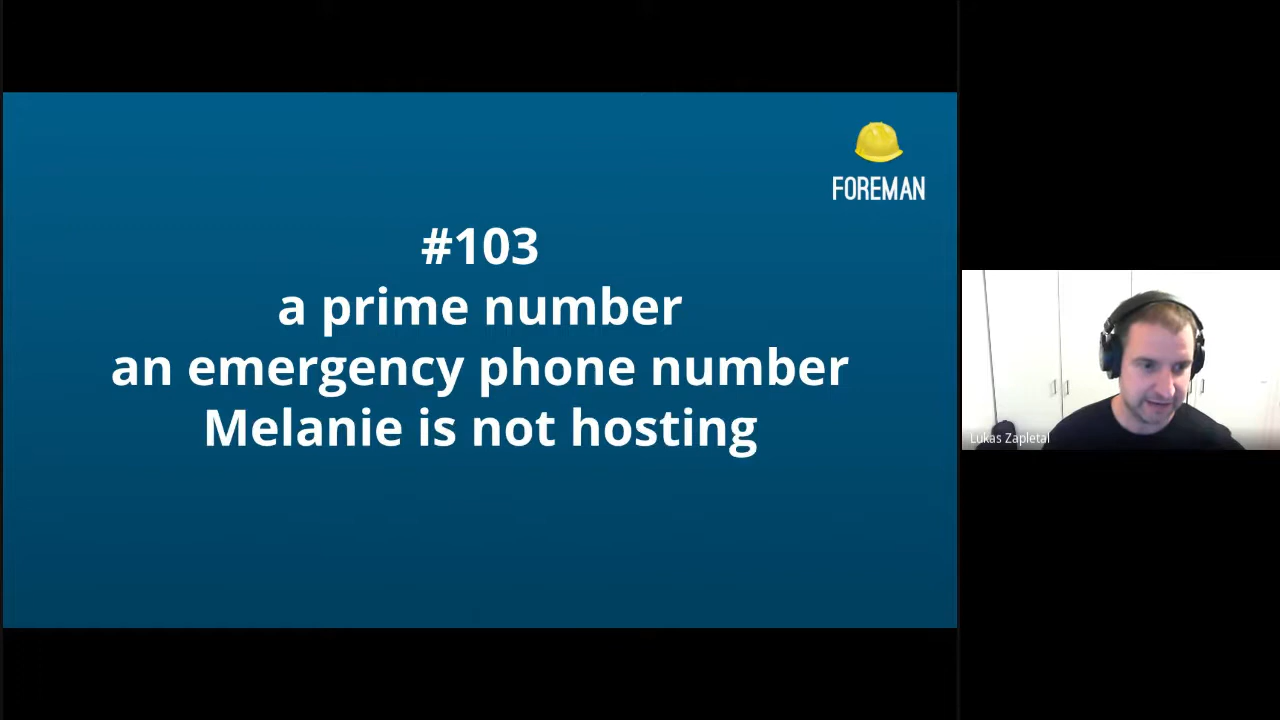 FOREMAN
#103
a prime number
an emergency phone number
Melanie is not hosting
Lukas Zapletal